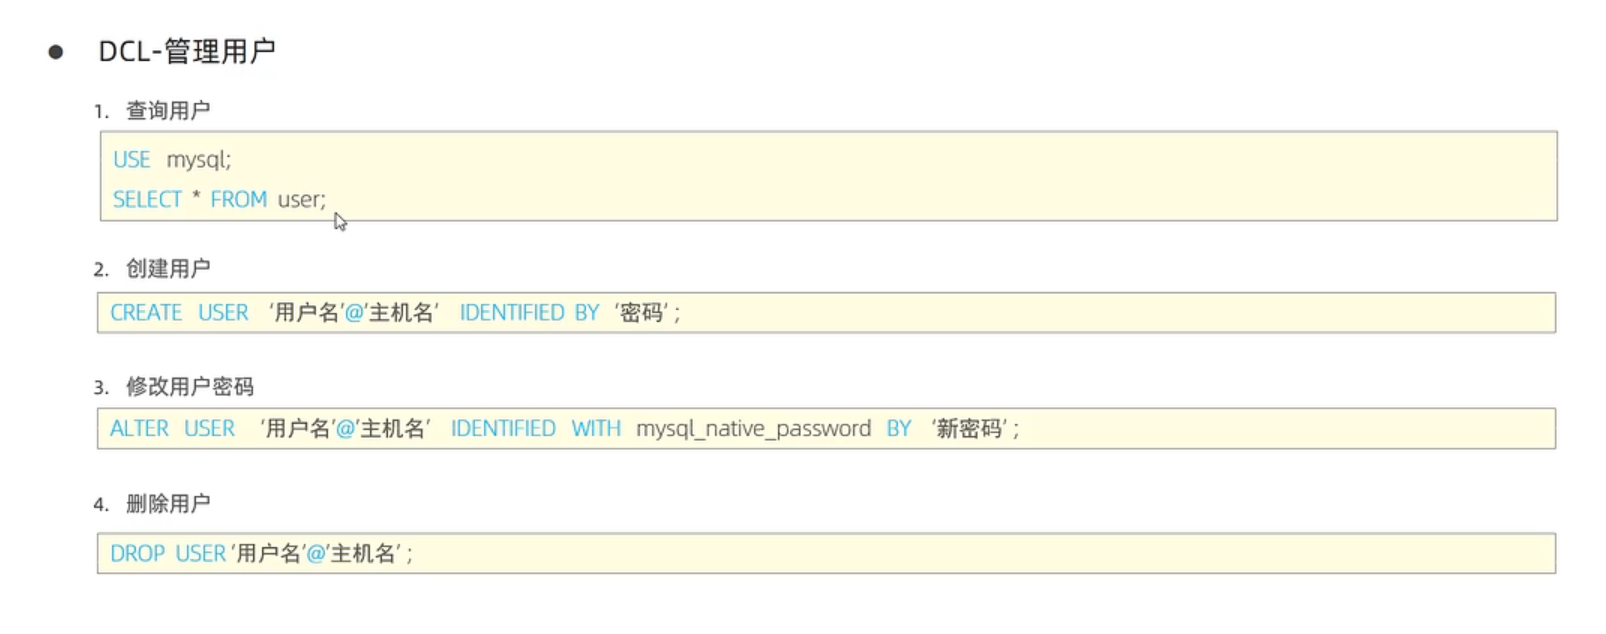 ● DCL-管理用户
1. 查询用户
USE mysql;
SELECT * FROM user;
2. 创建用户
CREATE USER ‘用户名’@’主机名’ IDENTIFIED BY ‘密码’ ;
3. 修改用户密码
ALTER USER ‘用户名’@’主机名’ IDENTIFIED WITH mysql_native_password BY ‘新密码’ ;
4. 删除用户
DROP USER ‘用户名’@’主机名’ ;